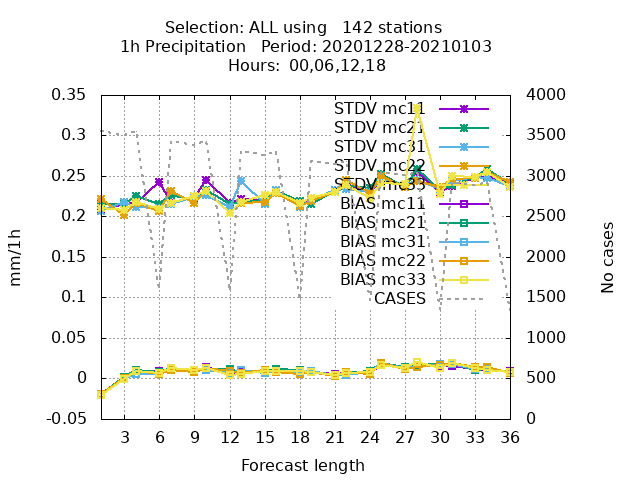 Selection: ALL using   142 stations
1h Precipitation   Period: 20201228-20210103
Hours:  00,06,12,18
0.35
0.3
0.25
0.2
0.15
0.1
0.05
0
-0.05
mm/1h
4000
3500
3000
2500
2000
1500
1000
500
0
No cases
STDV mc11
STDV mc21
STDV mc31
STDV mc22
STDV mc33
BIAS mc11
BIAS mc21
BIAS mc31
BIAS mc22
BIAS mc33
CASES
3 6 9 12 15 18 21 24 27 30 33 36
Forecast length